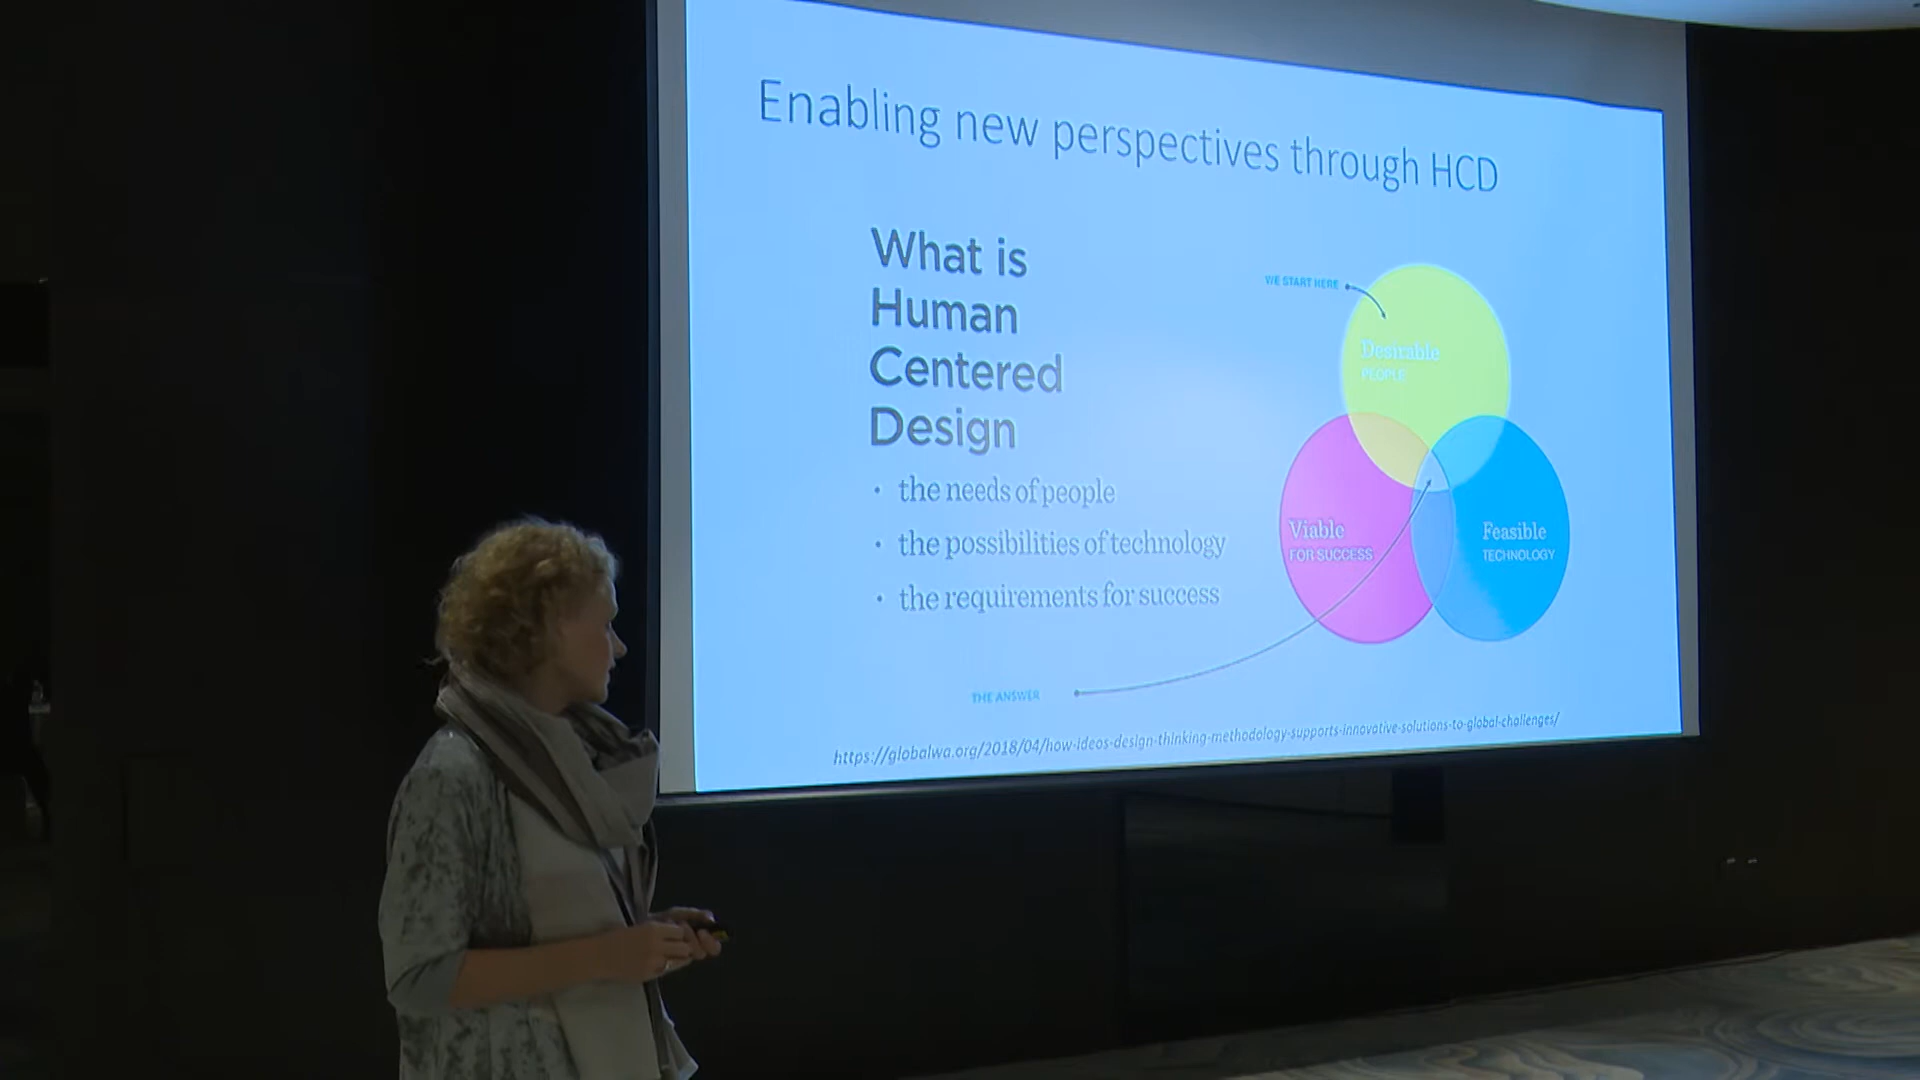 Enabling new perspectives through HCD
What is
Human
Centered
Design
• the needs of people
• the possibilities of technology
• the requirements for success
WE START HERE
Desirable
PEOPLE
Viable
FOR SUCCESS
Feasible
TECHNOLOGY
THE ANSWER
https://globalwa.org/2018/04/how-ideos-design-thinking-methodology-supports-innovative-solutions-to-global-challenges/